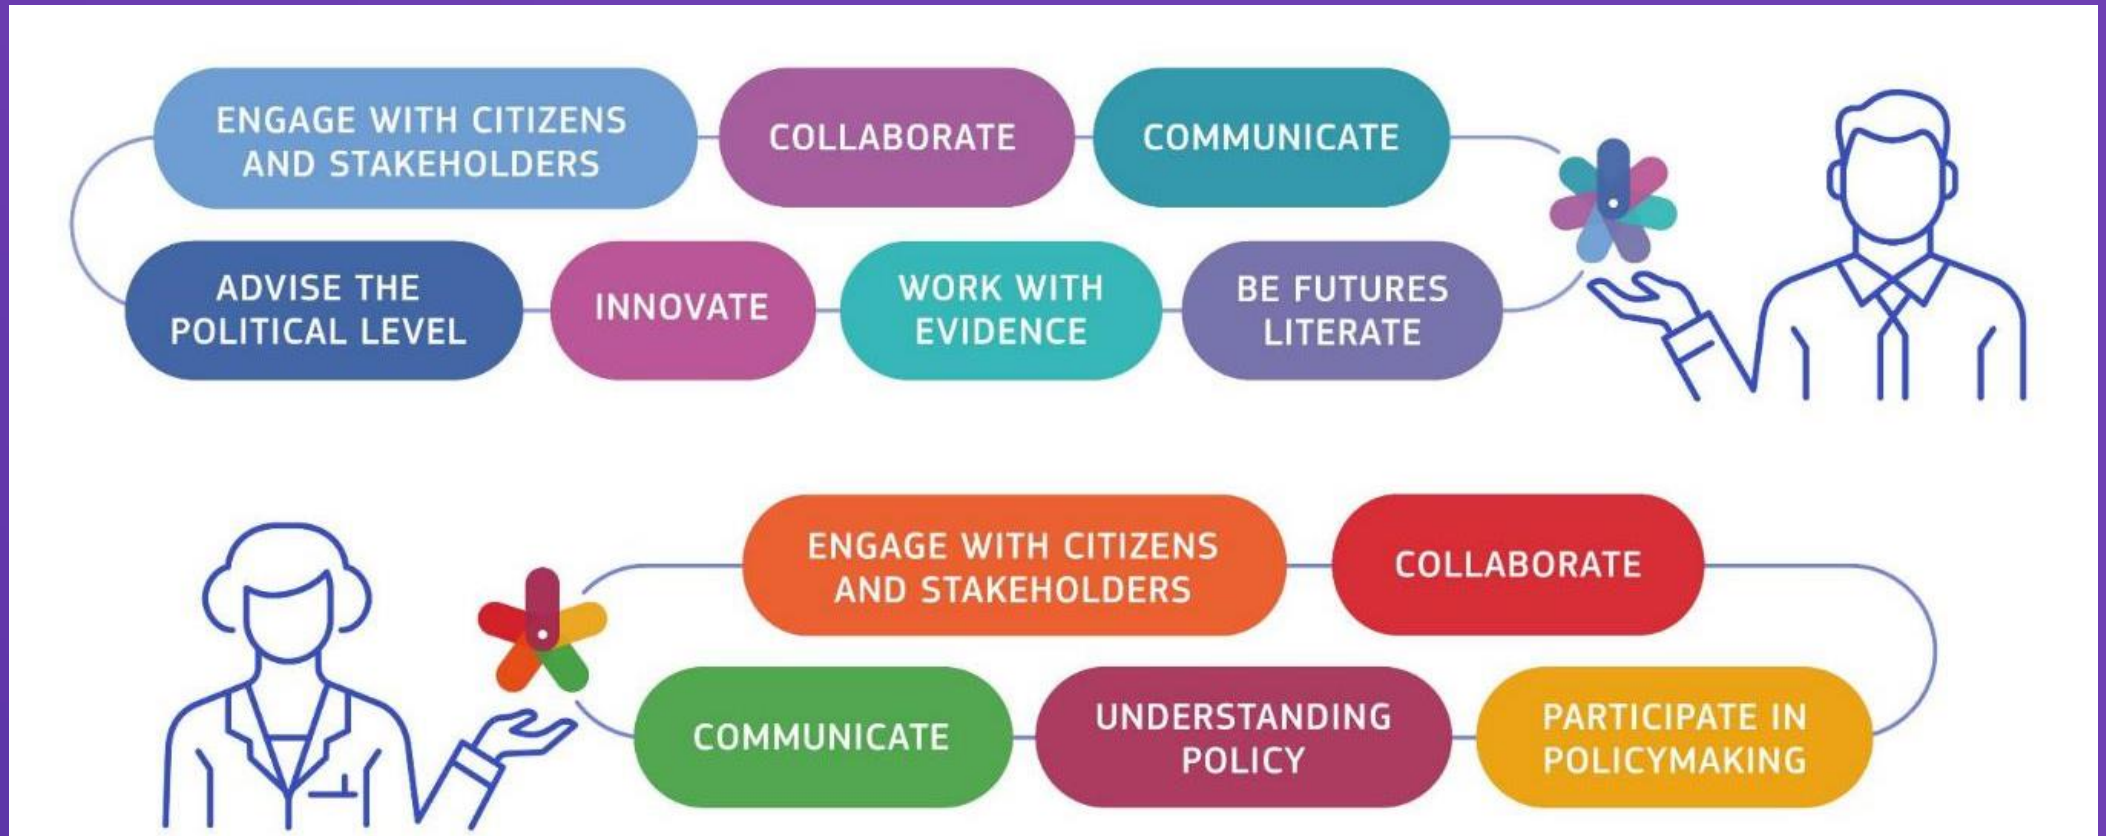 ENGAGE WITH CITIZENS
AND STAKEHOLDERS
COLLABORATE
COMMUNICATE
ADVISE THE
POLITICAL LEVEL
INNOVATE
WORK WITH
EVIDENCE
BE FUTURES
LITERATE
ENGAGE WITH CITIZENS
AND STAKEHOLDERS
COLLABORATE
COMMUNICATE
UNDERSTANDING
POLICY
PARTICIPATE IN
POLICYMAKING